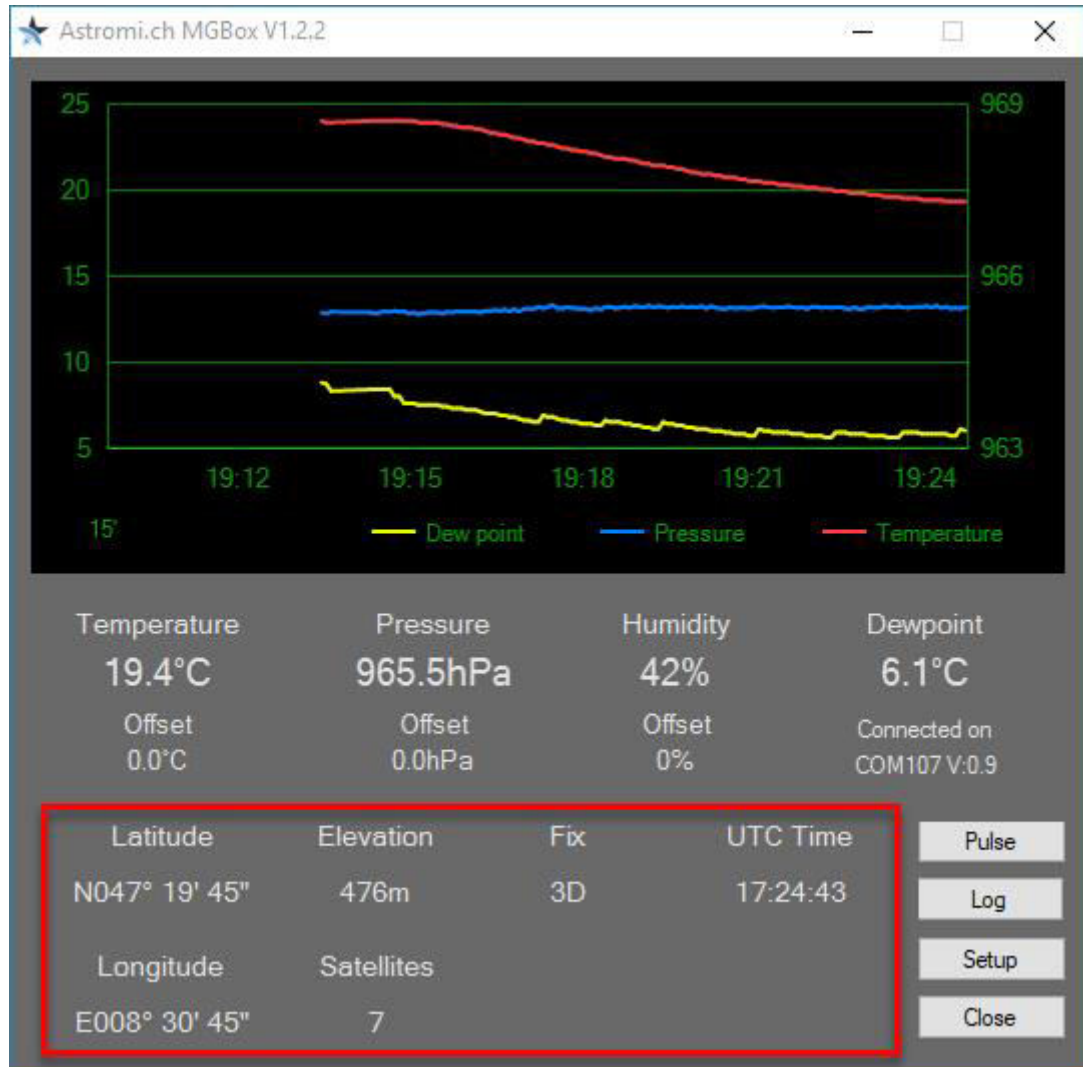 Astromi.ch MGBox V1.2.2
25 969
20
15 966
10
5 963
19:12 19:15 19:18 19:21 19:24
15' Dew point Pressure Temperature
Temperature Pressure Humidity Dewpoint
19.4°C 965.5hPa 42% 6.1°C
Offset Offset Offset Connected on
0.0°C 0.0hPa 0% COM107 V:0.9
Latitude Elevation Fix UTC Time Pulse
N047° 19' 45" 476m 3D 17:24:43 Log
Longitude Satellites Setup
E008° 30' 45" 7 Close